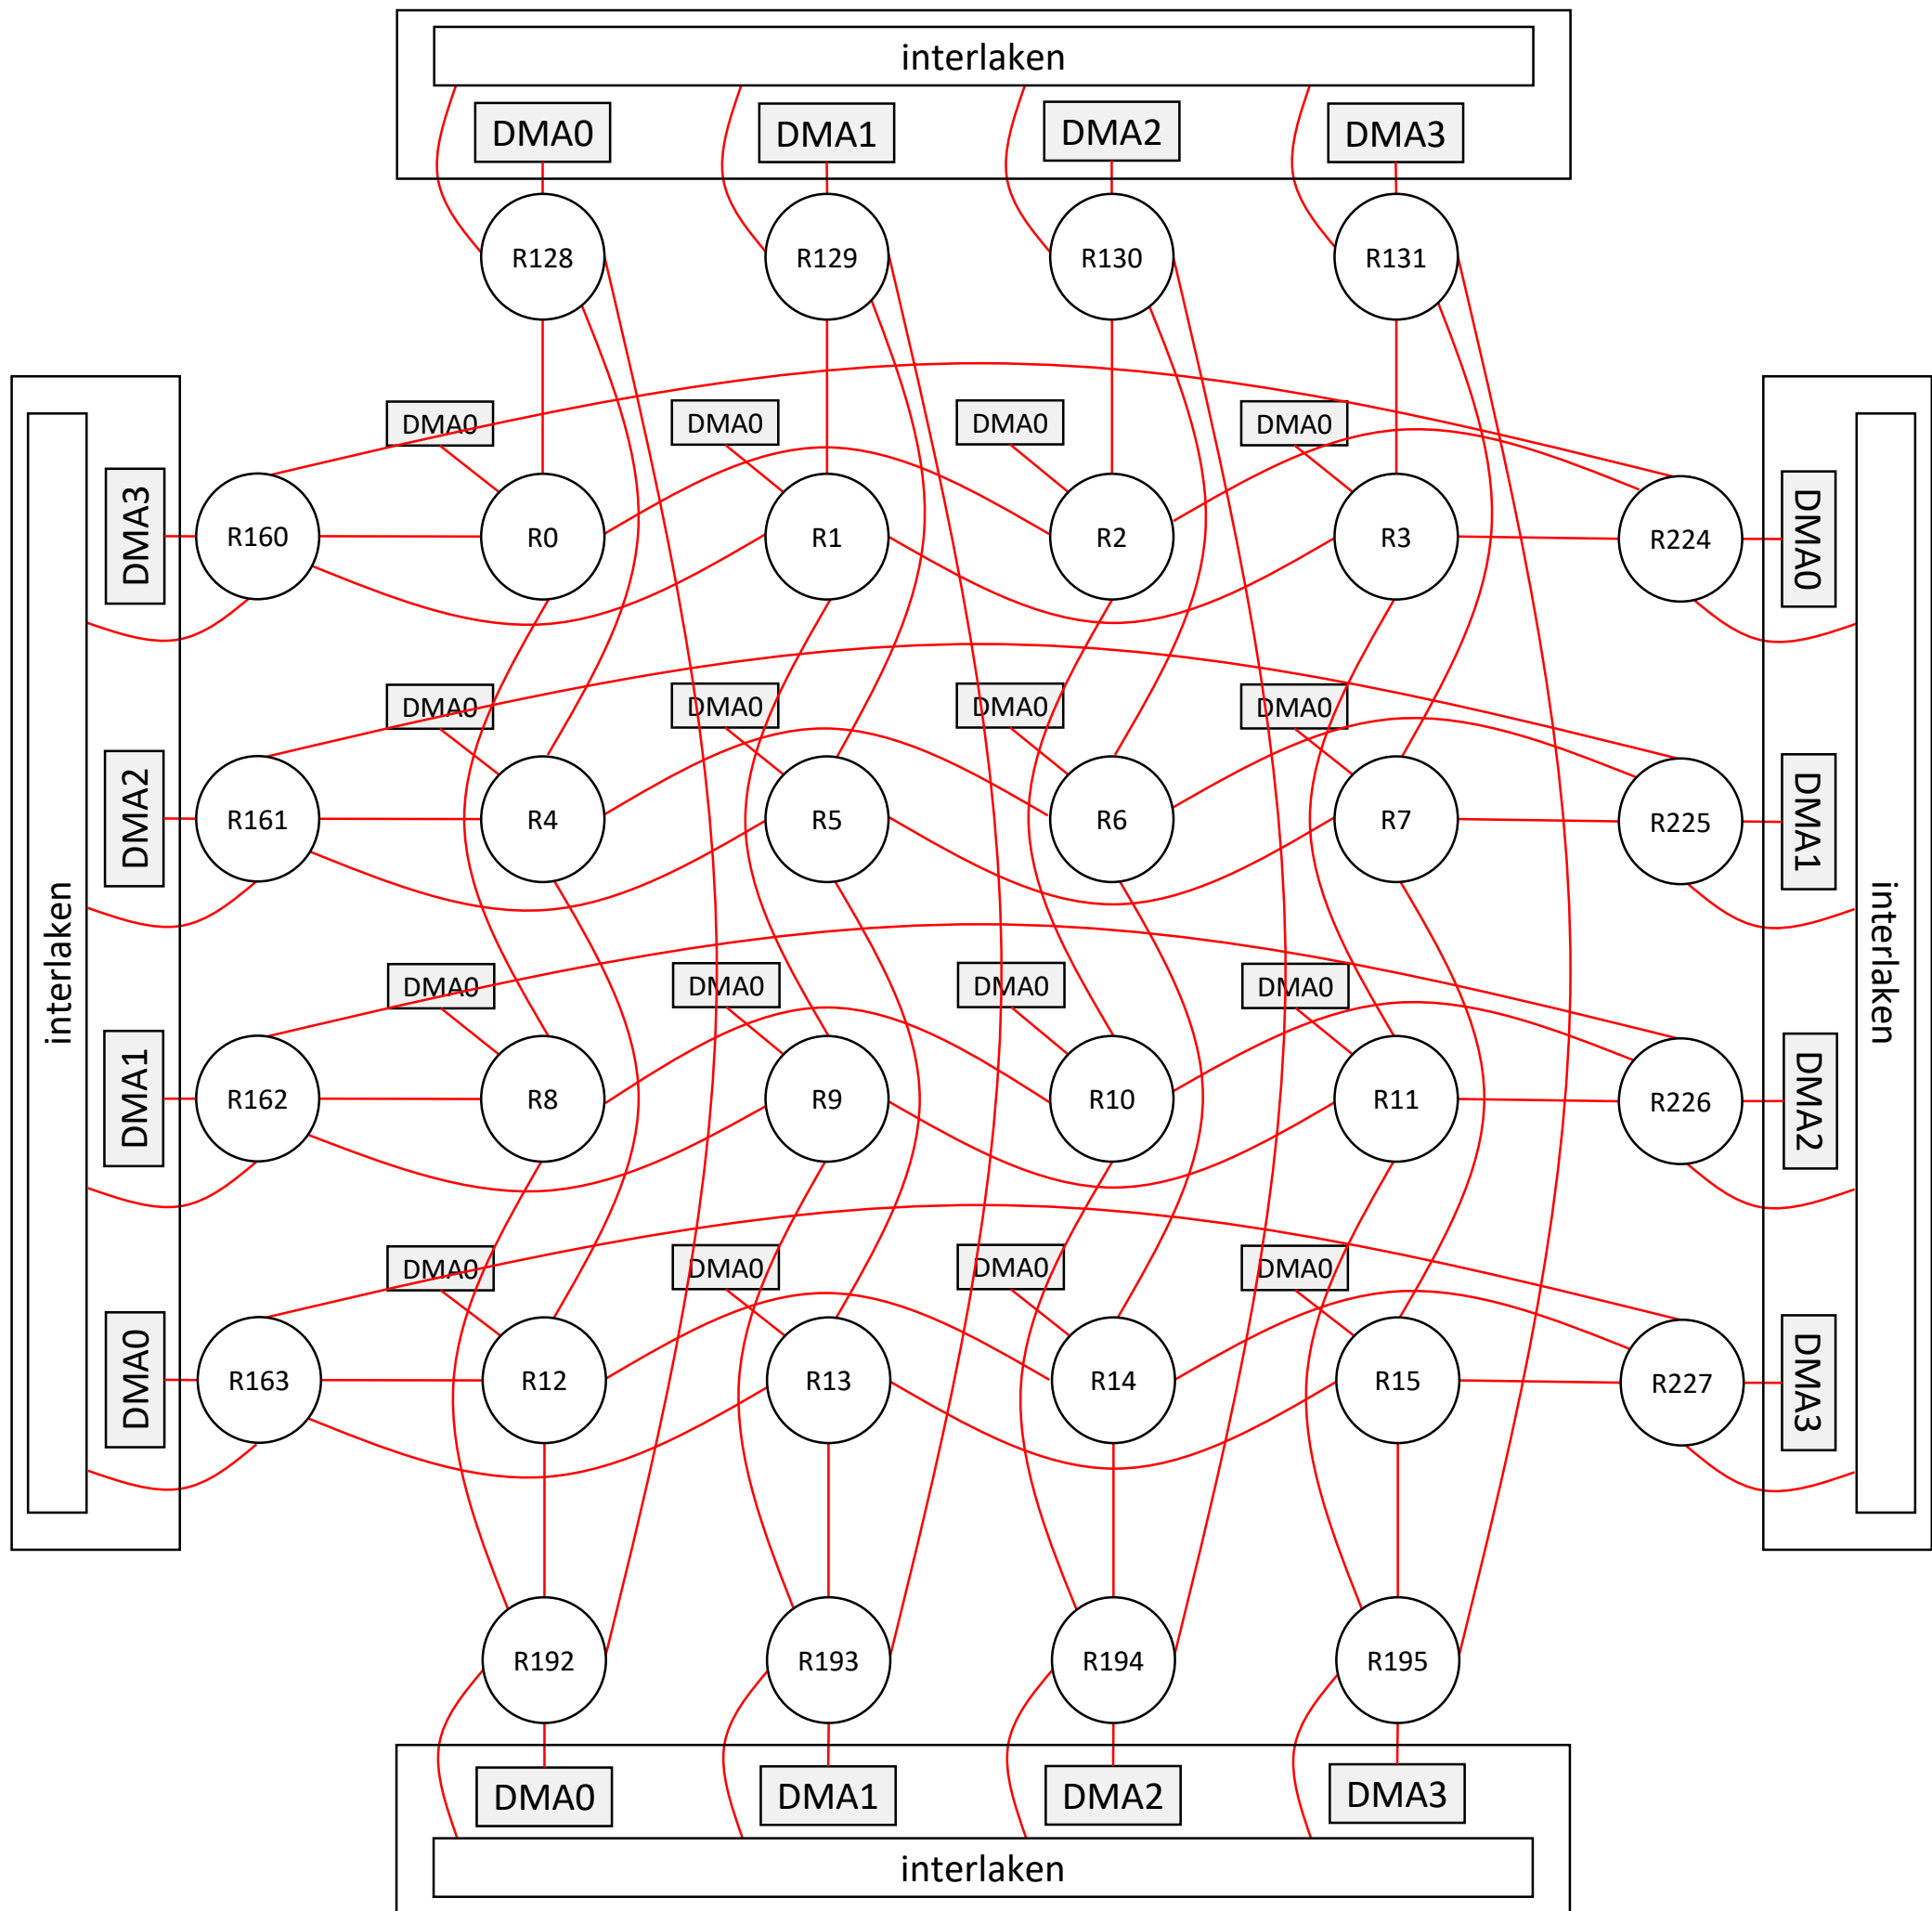 interlaken
DMA0
DMA1
DMA2
DMA3
R128
R129
R130
R131
DMA0
DMA0
DMA0
DMA0
DMA3
R160
R0
R1
R2
R3
R224
DMA0
DMA0
DMA0
DMA0
DMA0
DMA2
R161
R4
R5
R6
R7
R225
DMA1
interlaken
interlaken
DMA0
DMA0
DMA0
DMA0
DMA1
R162
R8
R9
R10
R11
R226
DMA2
DMA0
DMA0
DMA0
DMA0
DMA0
R163
R12
R13
R14
R15
R227
DMA3
R192
R193
R194
R195
DMA0
DMA1
DMA2
DMA3
interlaken